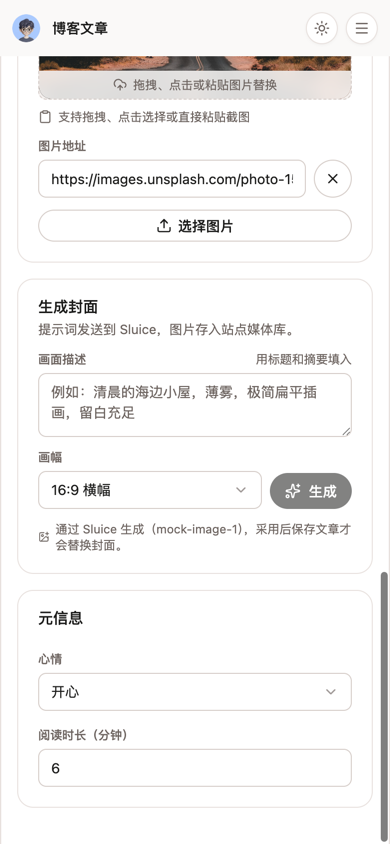 博客文章
拖拽、点击或粘贴图片替换
支持拖拽、点击选择或直接粘贴截图
图片地址
https://images.unsplash.com/photo-1
选择图片
生成封面
提示词发送到 Sluice，图片存入站点媒体库。
画面描述 用标题和摘要填入
例如：清晨的海边小屋，薄雾，极简扁平插
画，留白充足
画幅
16:9 横幅
生成
通过 Sluice 生成（mock-image-1），采用后保存文章才
会替换封面。
元信息
心情
开心
阅读时长（分钟）
6